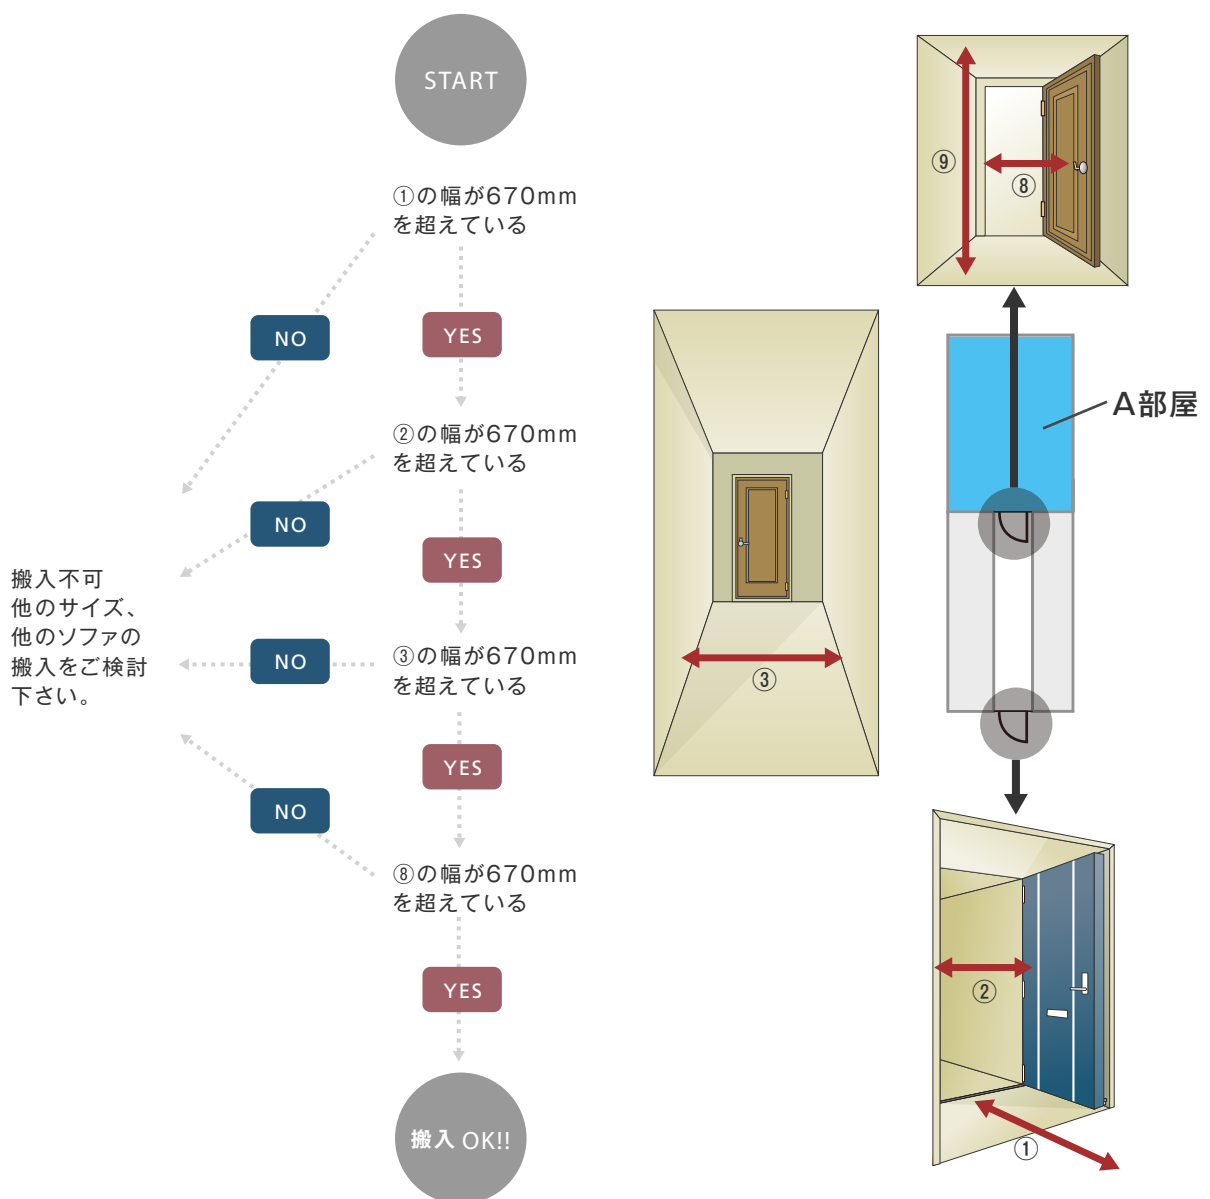 START
①の幅が670mm
を超えている
NO
YES
②の幅が670mm
を超えている
NO
YES
搬入不可
他のサイズ、
他のソファの
搬入をご検討
下さい。
③の幅が670mm
を超えている
NO
YES
NO
⑧の幅が670mm
を超えている
YES
搬入 OK!!
⑨
⑧
A部屋
③
②
①